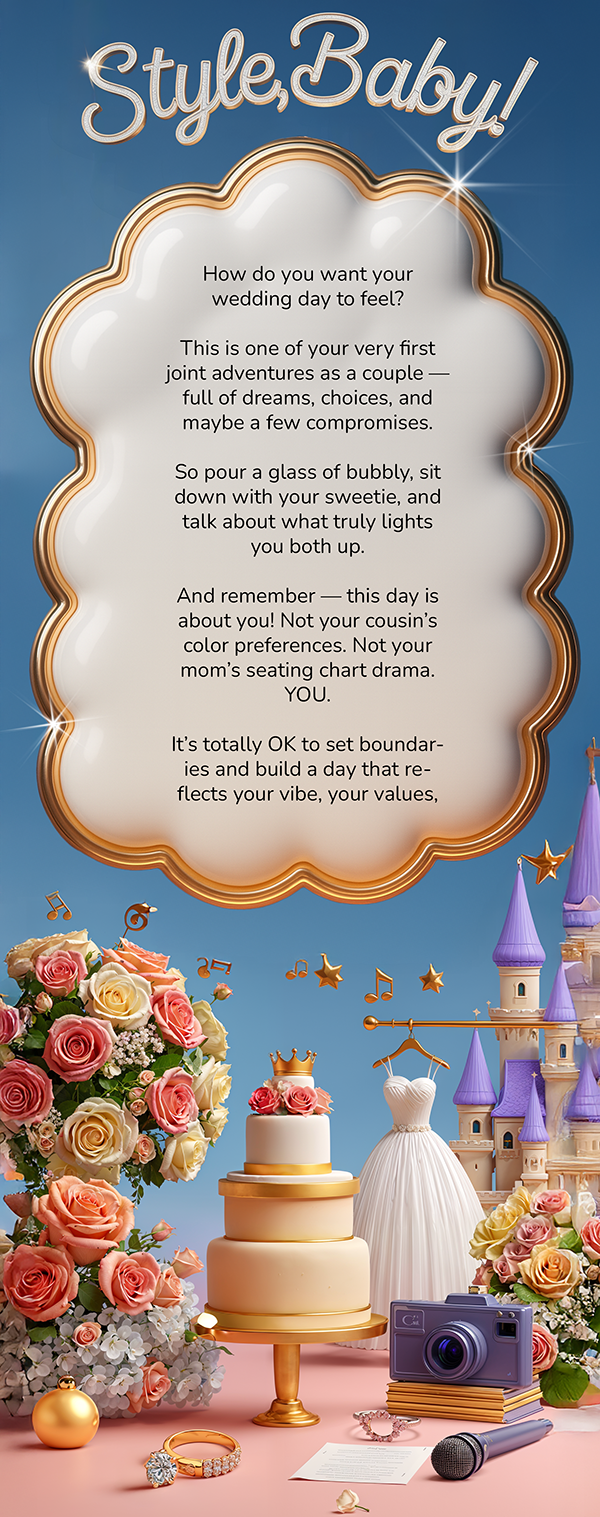 Style, Baby!
How do you want your
wedding day to feel?
This is one of your very first
joint adventures as a couple —
full of dreams, choices, and
maybe a few compromises.
So pour a glass of bubbly, sit
down with your sweetie, and
talk about what truly lights
you both up.
And remember — this day is
about you! Not your cousin’s
color preferences. Not your
mom’s seating chart drama.
YOU.
It’s totally OK to set boundar-
ies and build a day that re-
flects your vibe, your values,